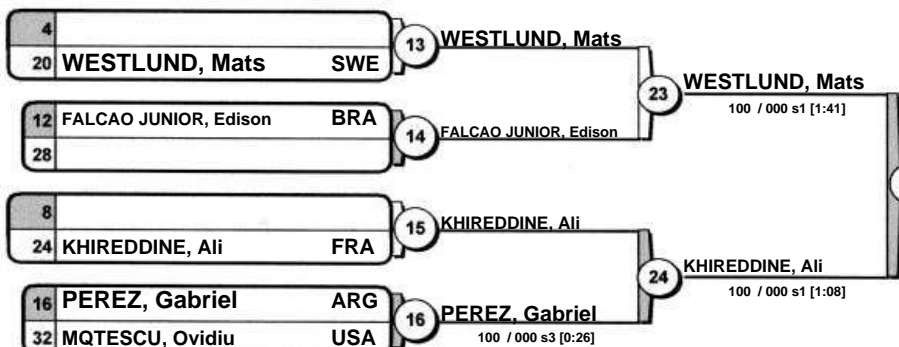 4
20 WESTLUND, Mats SWE
13 WESTLUND, Mats
12 FALCAO JUNIOR, Edison BRA
28
14 FALCAO JUNIOR, Edison
23 WESTLUND, Mats
100 / 000 s1 [1:41]
8
24 KHIREDDINE, Ali FRA
15 KHIREDDINE, Ali
16 PEREZ, Gabriel ARG
32 MQTESCU, Ovidiu USA
16 PEREZ, Gabriel
100 / 000 s3 [0:26]
24 KHIREDDINE, Ali
100 / 000 s1 [1:08]